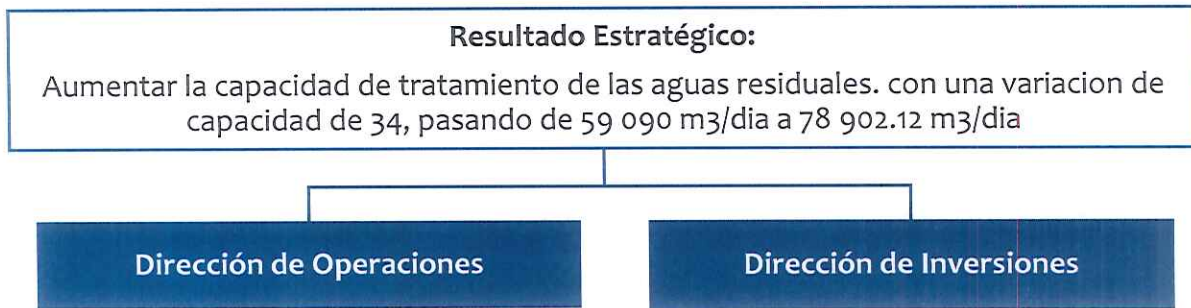 Resultado Estratégico:
Aumentar la capacidad de tratamiento de las aguas residuales. con una variacion de
capacidad de 34, pasando de 59 090 m3/dia a 78 902.12 m3/dia
Dirección de Operaciones
Dirección de Inversiones